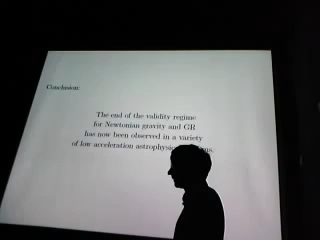 Conclusion:
The end of the validity regime
for Newtonian gravity and GR
has now been observed in a variety
of low acceleration